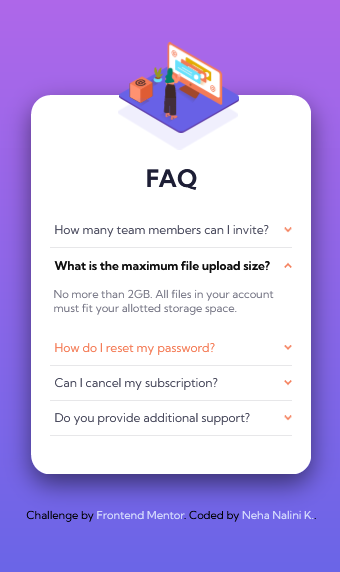 FAQ
How many team members can I invite?
What is the maximum file upload size?
No more than 2GB. All files in your account
must fit your allotted storage space.
How do I reset my password?
Can I cancel my subscription?
Do you provide additional support?
Challenge by Frontend Mentor. Coded by Neha Nalini K..